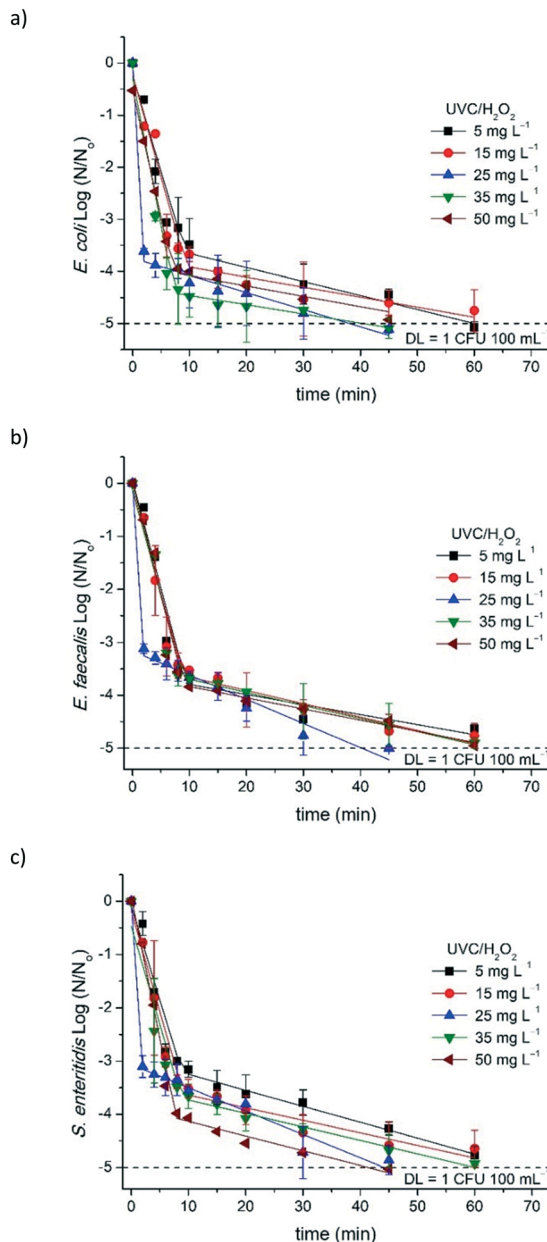 a)
E. coli Log (N/N₀)
0
-1
-2
-3
-4
-5
UVC/H₂O₂
5 mg L⁻¹
15 mg L⁻¹
25 mg L⁻¹
35 mg L⁻¹
50 mg L⁻¹
DL = 1 CFU 100 mL⁻
0 10 20 30 40 50 60 70
time (min)
b)
E. faecalis Log (N/N₀)
0
-1
-2
-3
-4
-5
UVC/H₂O₂
5 mg L ¹
15 mg L⁻¹
25 mg L⁻¹
35 mg L⁻¹
50 mg L⁻¹
DL = 1 CFU 100 mL⁻
0 10 20 30 40 50 60 70
time (min)
c)
S. enteritidis Log (N/N₀)
0
-1
-2
-3
-4
-5
UVC/H₂O₂
5 mg L ¹
15 mg L⁻¹
25 mg L⁻¹
35 mg L⁻¹
50 mg L⁻¹
DL = 1 CFU 100 mL⁻
0 10 20 30 40 50 60 70
time (min)